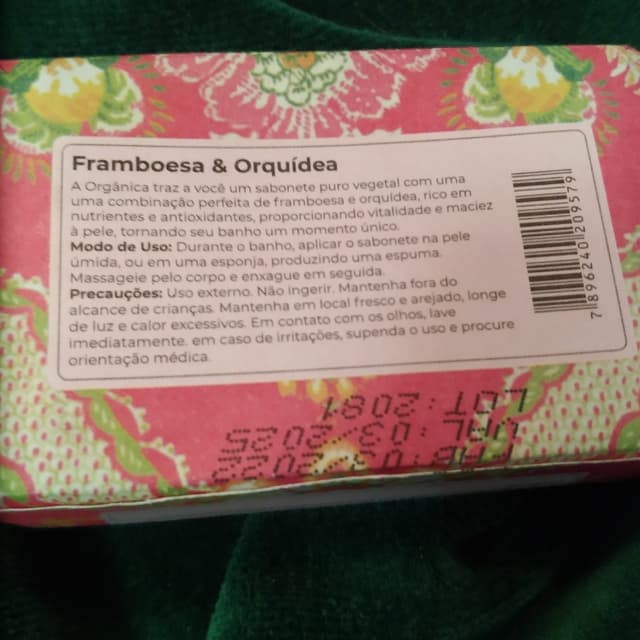 Framboesa & Orquídea
A Orgânica traz a você um sabonete puro vegetal com uma
uma combinação perfeita de framboesa e orquídea, rico em
nutrientes e antioxidantes, proporcionando vitalidade e maciez
à pele, tornando seu banho um momento único.
Modo de Uso: Durante o banho, aplicar o sabonete na pele
úmida, ou em uma esponja, produzindo uma espuma.
Massageie pelo corpo e enxague em seguida.
Precauções: Uso externo. Não ingerir. Mantenha fora do
alcance de crianças. Mantenha em local fresco e arejado, longe
de luz e calor excessivos. Em contato com os olhos, lave
imediatamente. em caso de irritações, supenda o uso e procure
orientação médica.
7 896240 209579
FAB: 03/2022
VAL: 03/2025
LOT: 2081